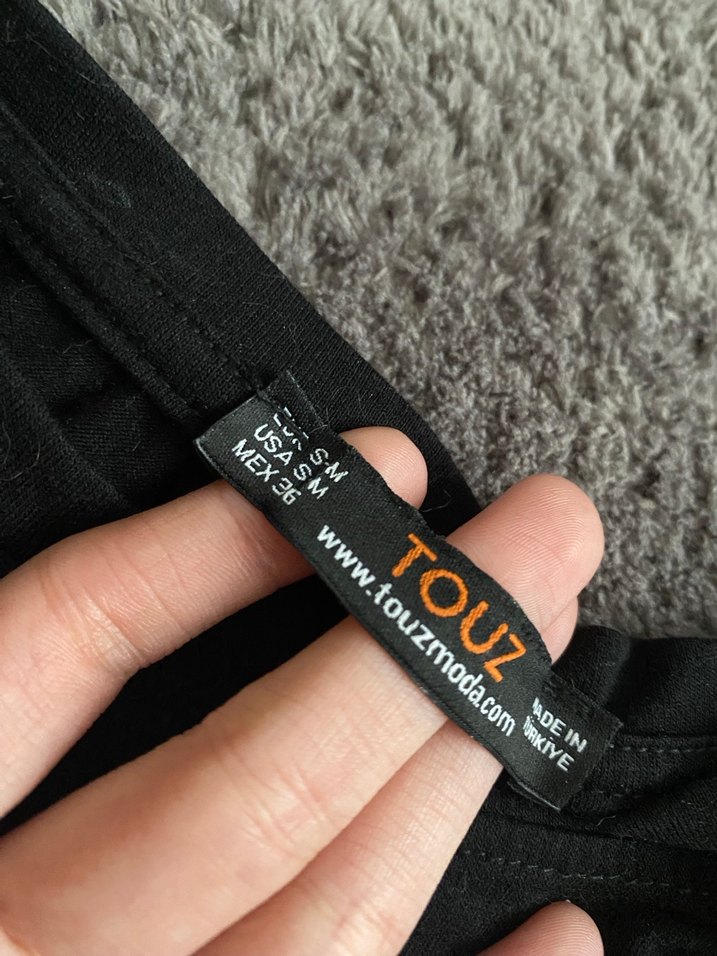 S-M
USA S-M
MEX 36
TOUZ
www.touzmoda.com
MADE IN
TÜRKİYE